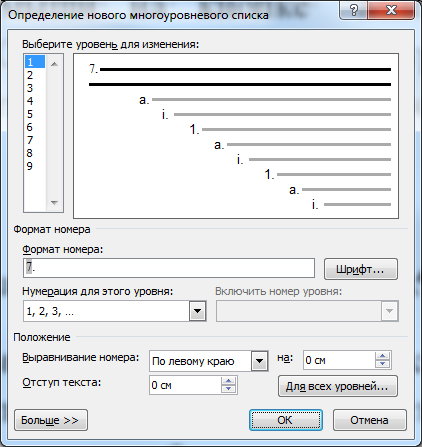 Определение нового многоуровневого списка
Выберите уровень для изменения:
1
2
3
4
5
6
7
8
9
7.
a.
i.
1.
a.
i.
1.
a.
i.
Формат номера
Формат номера:
7.
Шрифт...
Нумерация для этого уровня:
Включить номер уровня:
1, 2, 3, ...
Положение
Выравнивание номера:
По левому краю
на:
0 см
Отступ текста:
0 см
Для всех уровней...
Больше >>
ОК
Отмена